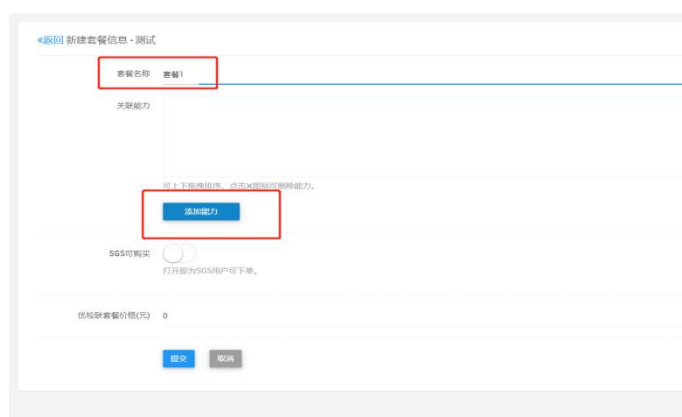 «返回 新建套餐信息 - 测试
套餐名称 套餐1
关联能力
可上下拖拽排序,点击×图标可删除能力。
添加能力
SGS可购买
打开即为SGS用户可下单。
优检联套餐价格(元) 0
提交 取消